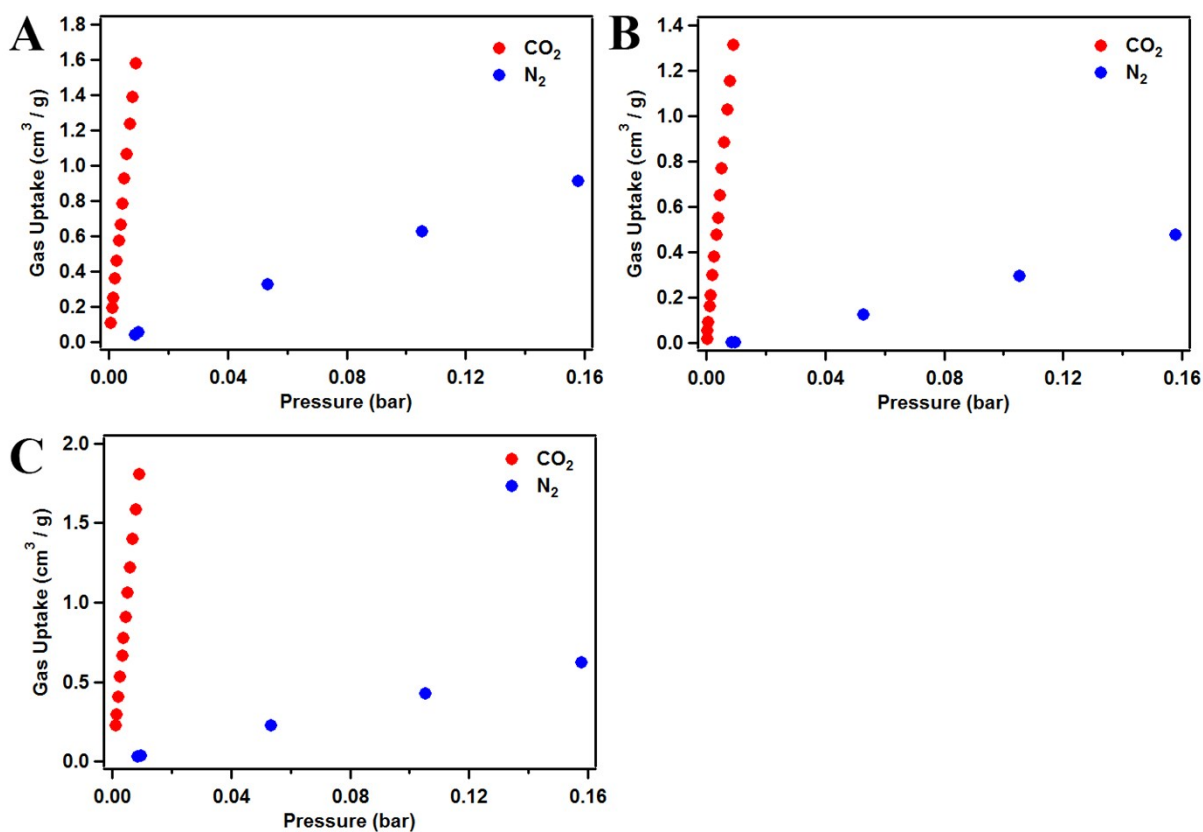 A
Gas Uptake (cm³ / g)
1.8
1.6
1.4
1.2
1.0
0.8
0.6
0.4
0.2
0.0
CO₂
N₂
0.00 0.04 0.08 0.12 0.16
Pressure (bar)
B
Gas Uptake (cm³ / g)
1.4
1.2
1.0
0.8
0.6
0.4
0.2
0.0
CO₂
N₂
0.00 0.04 0.08 0.12 0.16
Pressure (bar)
C
Gas Uptake (cm³ / g)
2.0
1.5
1.0
0.5
0.0
CO₂
N₂
0.00 0.04 0.08 0.12 0.16
Pressure (bar)